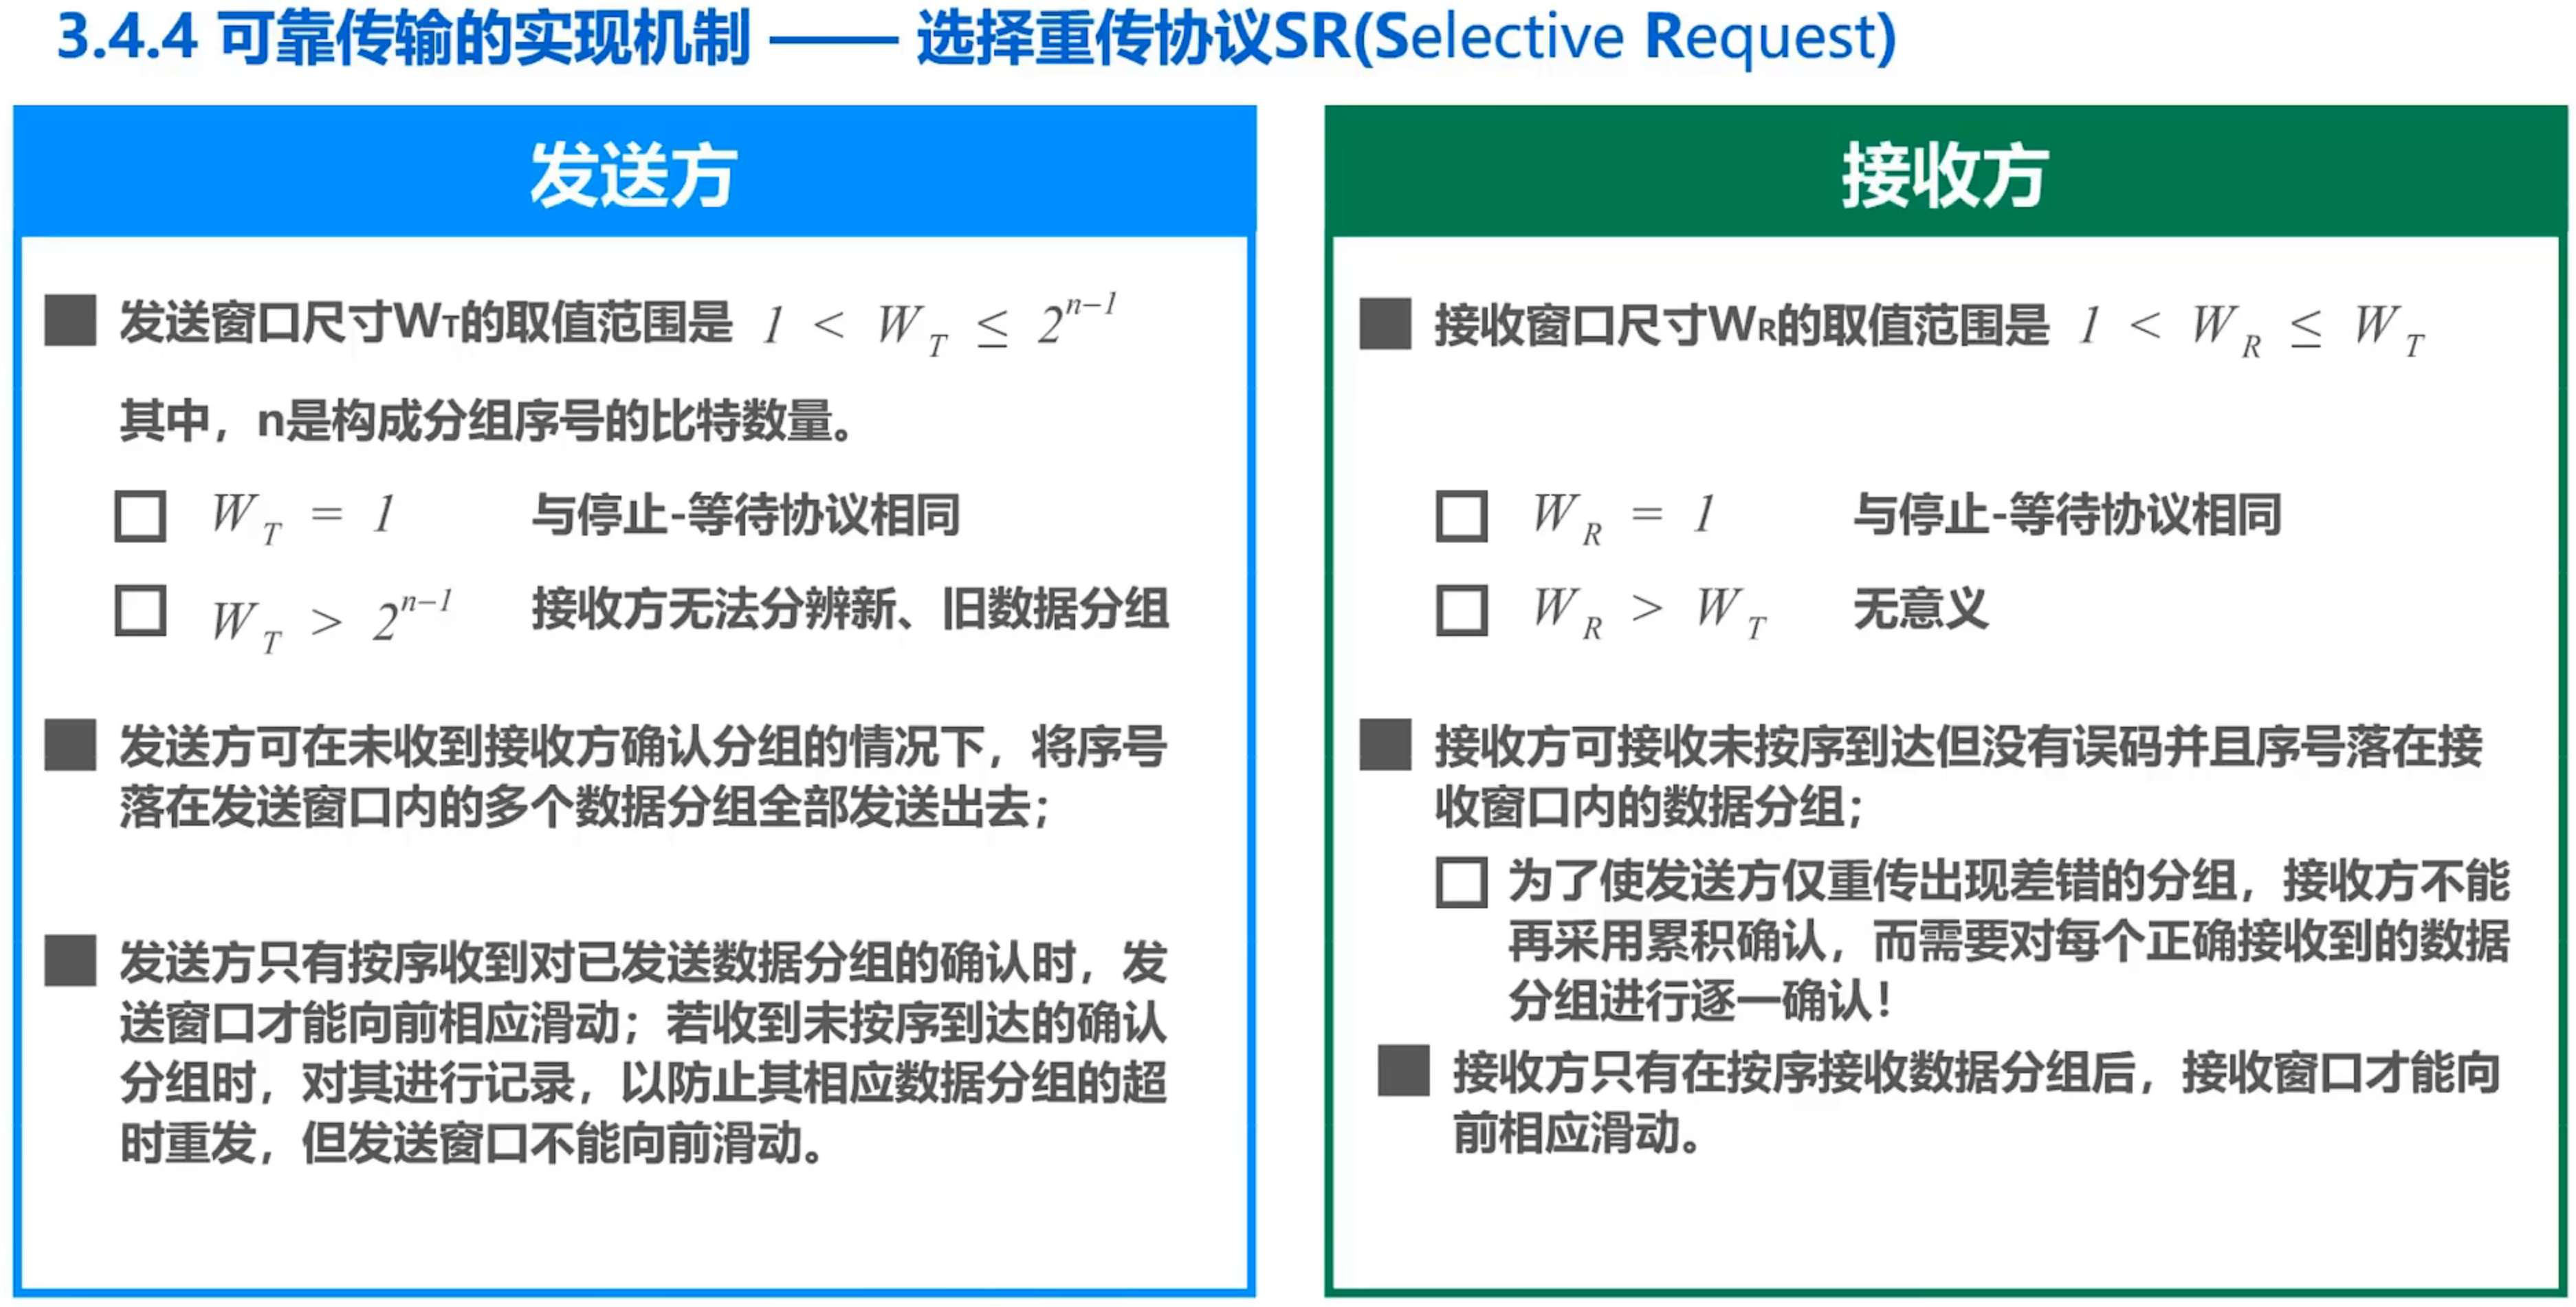 3.4.4 可靠传输的实现机制 —— 选择重传协议SR(Selective Request)
发送方
发送窗口尺寸WT的取值范围是 1 < W_T ≤ 2^{n-1}
其中，n是构成分组序号的比特数量。
W_T = 1 与停止-等待协议相同
W_T > 2^{n-1} 接收方无法分辨新、旧数据分组
发送方可在未收到接收方确认分组的情况下，将序号
落在发送窗口内的多个数据分组全部发送出去；
发送方只有按序收到对已发送数据分组的确认时，发
送窗口才能向前相应滑动；若收到未按序到达的确认
分组时，对其进行记录，以防止其相应数据分组的超
时重发，但发送窗口不能向前滑动。
接收方
接收窗口尺寸WR的取值范围是 1 < W_R ≤ W_T
W_R = 1 与停止-等待协议相同
W_R > W_T 无意义
接收方可接收未按序到达但没有误码并且序号落在接
收窗口内的数据分组；
为了使发送方仅重传出现差错的分组，接收方不能
再采用累积确认，而需要对每个正确接收到的数据
分组进行逐一确认！
接收方只有在按序接收数据分组后，接收窗口才能向
前相应滑动。